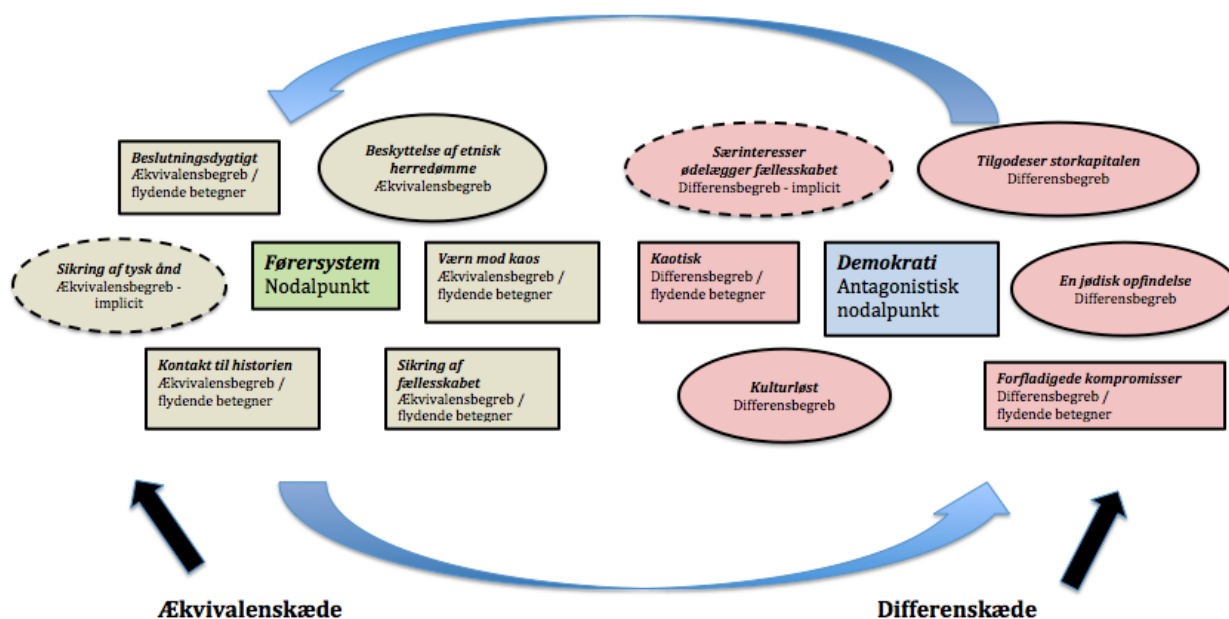 Beslutningsdygtigt
Ækvivalensbegreb /
flydende betegner
Beskyttelse af etnisk
herredømme
Ækvivalensbegreb
Særinteresser
ødelægger fællesskabet
Differensbegreb - implicit
Tilgodeser storkapitalen
Differensbegreb
Sikring af tysk ånd
Ækvivalensbegreb -
implicit
Førersystem
Nodalpunkt
Værn mod kaos
Ækvivalensbegreb /
flydende betegner
Kaotisk
Differensbegreb /
flydende betegner
Demokrati
Antagonistisk
nodalpunkt
En jødisk opfindelse
Differensbegreb
Kontakt til historien
Ækvivalensbegreb /
flydende betegner
Sikring af
fællesskabet
Ækvivalensbegreb /
flydende betegner
Kulturløst
Differensbegreb
Forfladigede kompromisser
Differensbegreb /
flydende betegner
Ækvivalenskæde
Differenskæde